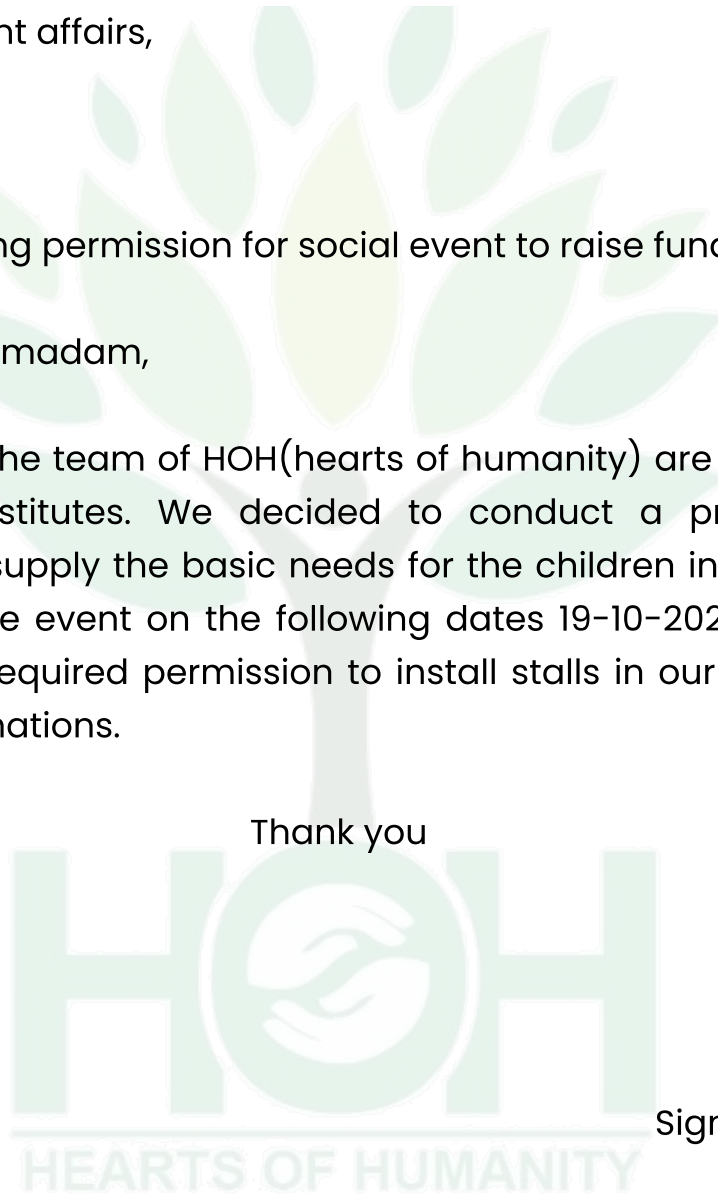 nt affairs,
ng permission for social event to raise fund
madam,
he team of HOH(hearts of humanity) are
stitutes. We decided to conduct a pr
supply the basic needs for the children in
e event on the following dates 19-10-202
equired permission to install stalls in our
nations.
Thank you
HOH
Sign
HEARTS OF HUMANITY